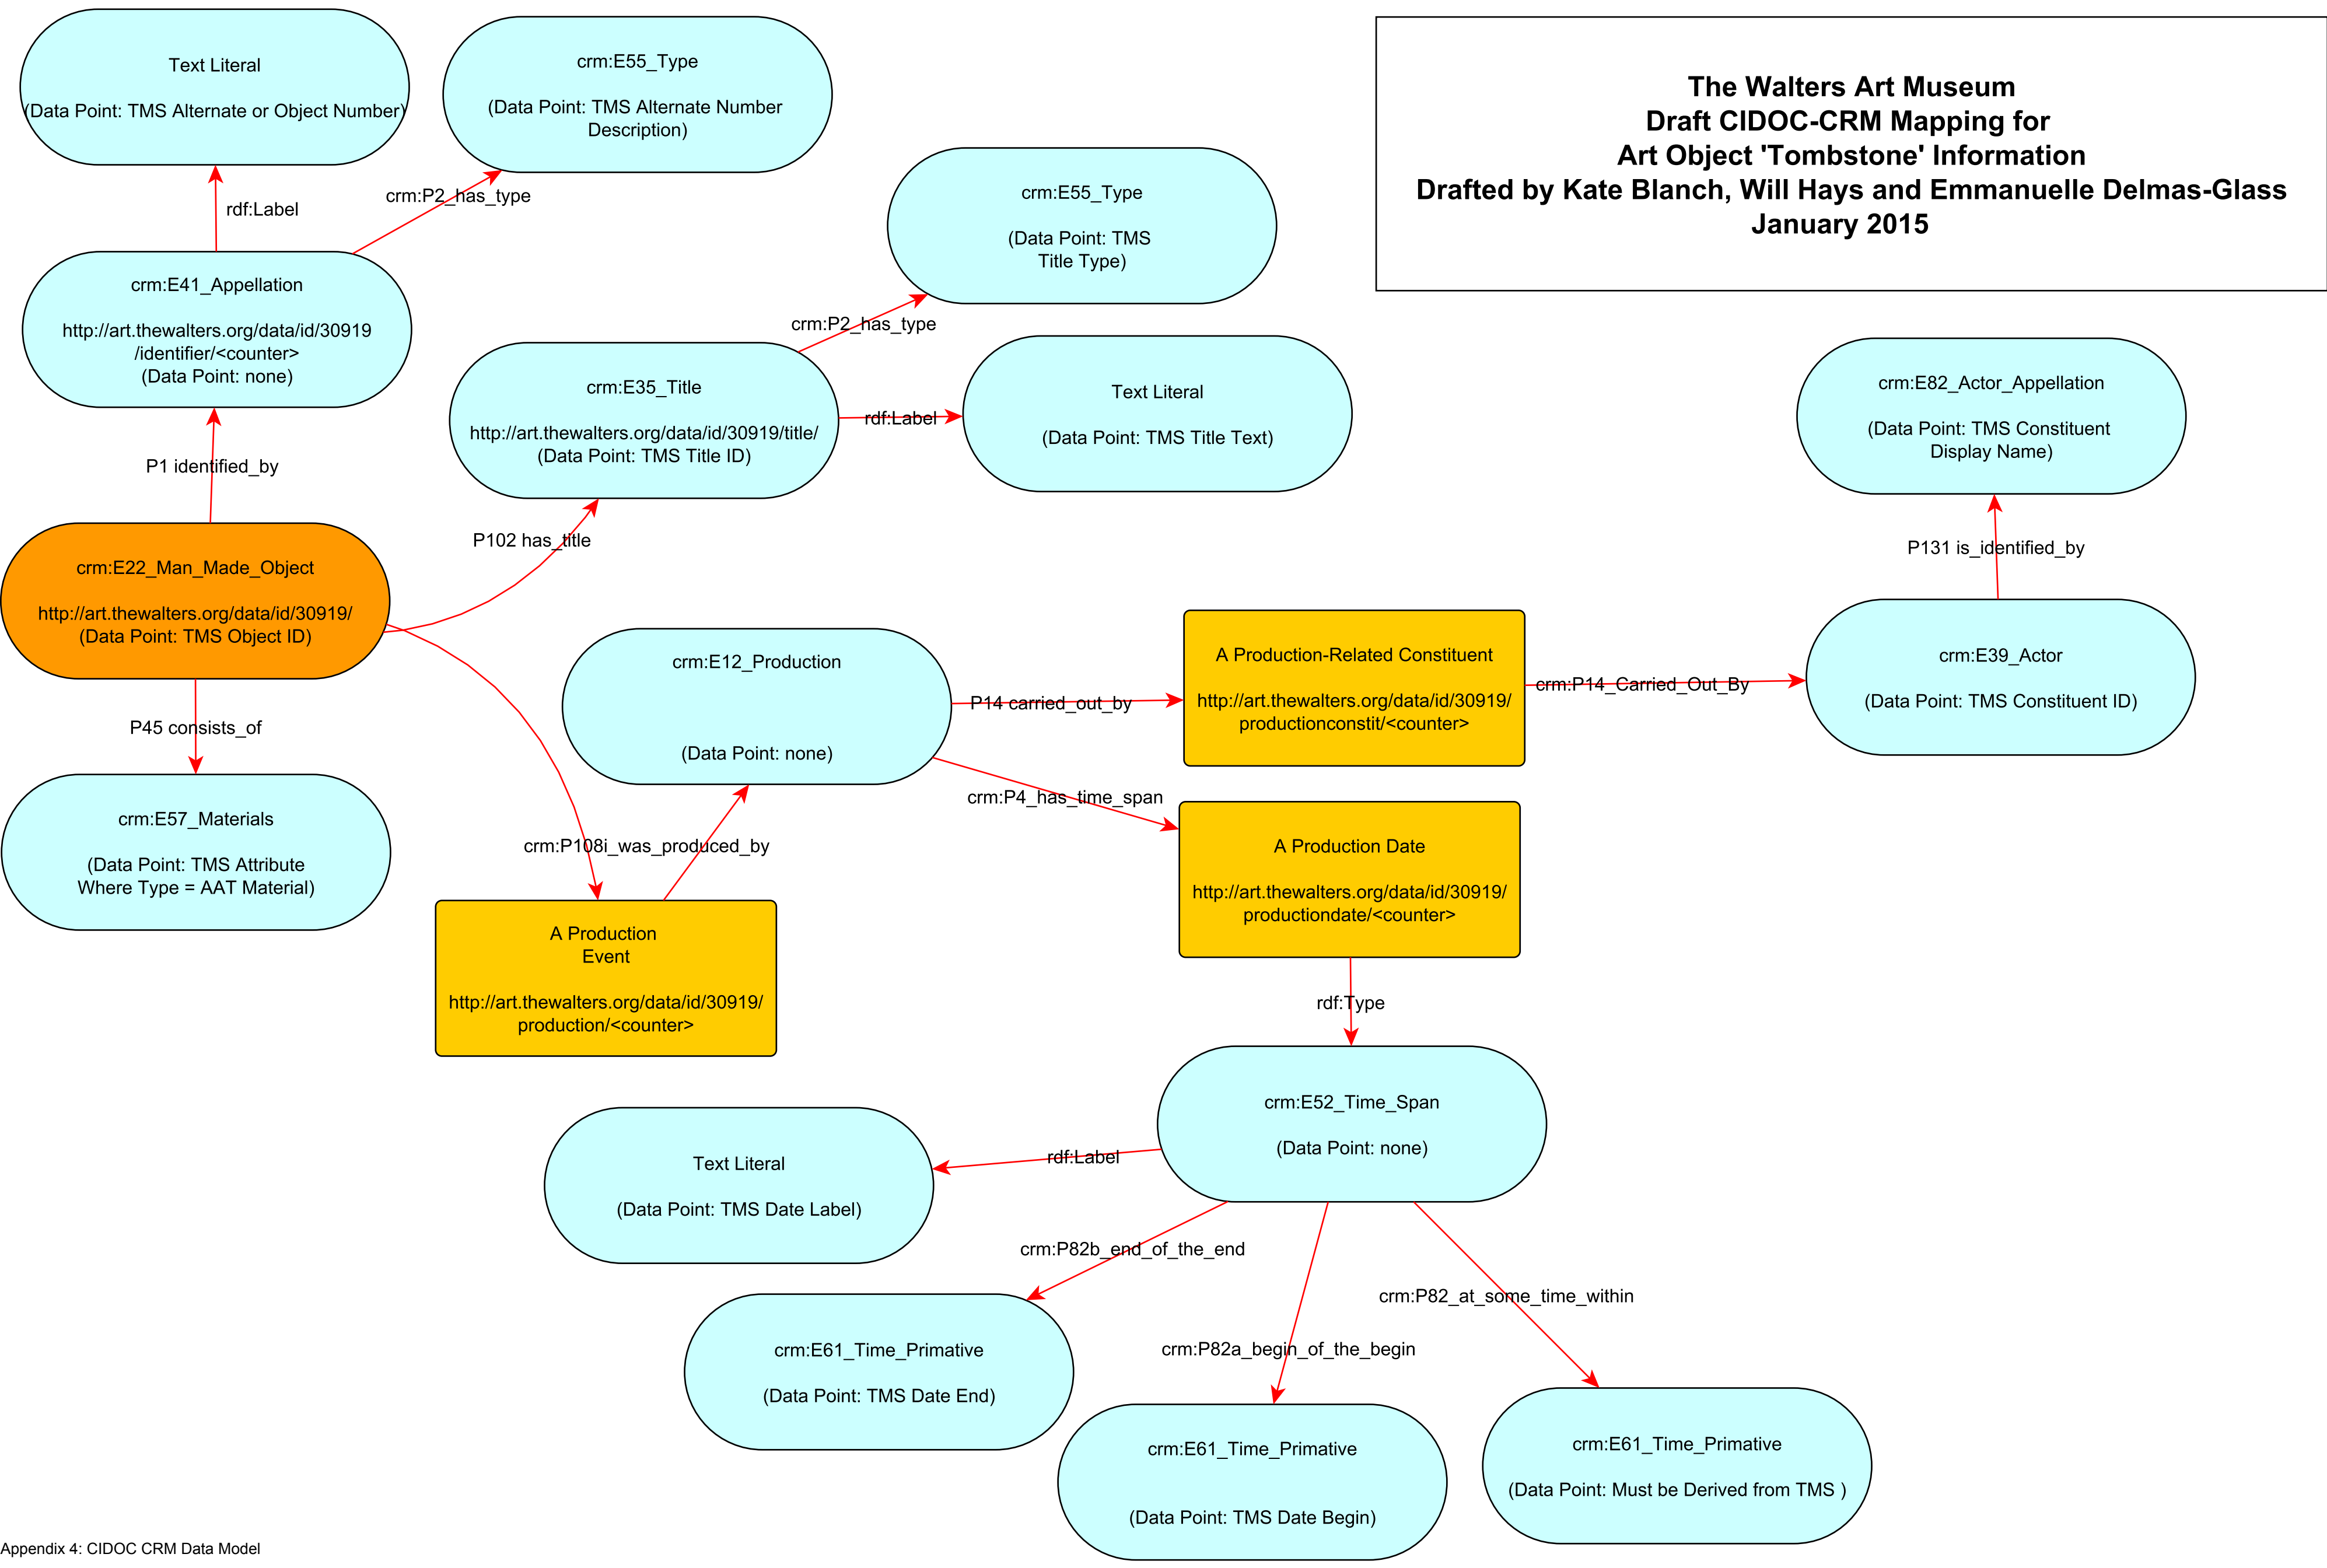 Text Literal
(Data Point: TMS Alternate or Object Number)
crm:E55_Type
(Data Point: TMS Alternate Number
Description)
The Walters Art Museum
Draft CIDOC-CRM Mapping for
Art Object 'Tombstone' Information
Drafted by Kate Blanch, Will Hays and Emmanuelle Delmas-Glass
January 2015
rdf:Label
crm:P2_has_type
crm:E55_Type
(Data Point: TMS
Title Type)
crm:E41_Appellation
http://art.thewalters.org/data/id/30919
/identifier/<counter>
(Data Point: none)
crm:P2_has_type
crm:E35_Title
http://art.thewalters.org/data/id/30919/title/
(Data Point: TMS Title ID)
rdf:Label
Text Literal
(Data Point: TMS Title Text)
crm:E82_Actor_Appellation
(Data Point: TMS Constituent
Display Name)
P1 identified_by
P102 has_title
P131 is_identified_by
crm:E22_Man_Made_Object
http://art.thewalters.org/data/id/30919/
(Data Point: TMS Object ID)
crm:E12_Production
(Data Point: none)
P14 carried_out_by
A Production-Related Constituent
http://art.thewalters.org/data/id/30919/
productionconstit/<counter>
crm:P14_Carried_Out_By
crm:E39_Actor
(Data Point: TMS Constituent ID)
P45 consists_of
crm:P4_has_time_span
crm:E57_Materials
(Data Point: TMS Attribute
Where Type = AAT Material)
crm:P108i_was_produced_by
A Production Date
http://art.thewalters.org/data/id/30919/
productiondate/<counter>
A Production
Event
http://art.thewalters.org/data/id/30919/
production/<counter>
rdf:Type
crm:E52_Time_Span
(Data Point: none)
rdf:Label
Text Literal
(Data Point: TMS Date Label)
crm:P82b_end_of_the_end
crm:P82_at_some_time_within
crm:P82a_begin_of_the_begin
crm:E61_Time_Primative
(Data Point: TMS Date End)
crm:E61_Time_Primative
(Data Point: TMS Date Begin)
crm:E61_Time_Primative
(Data Point: Must be Derived from TMS )
Appendix 4: CIDOC CRM Data Model